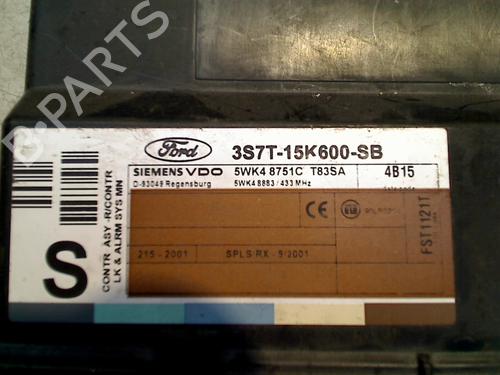 B-PARTS
Ford
3S7T-15K600-SB
SIEMENS VDO
5WK4 8751C T83SA
4B15
D-93049 Regensburg
5WK4 8883 / 433 MHz
CONTR ASY -R/CONTR
LK & ALRM SYS MN
S
215 - 2001
SPLS RX - 9/2001
FST1121T